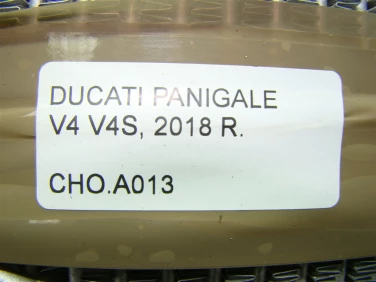 DUCATI PANIGALE
V4 V4S, 2018 R.
CHO.A013